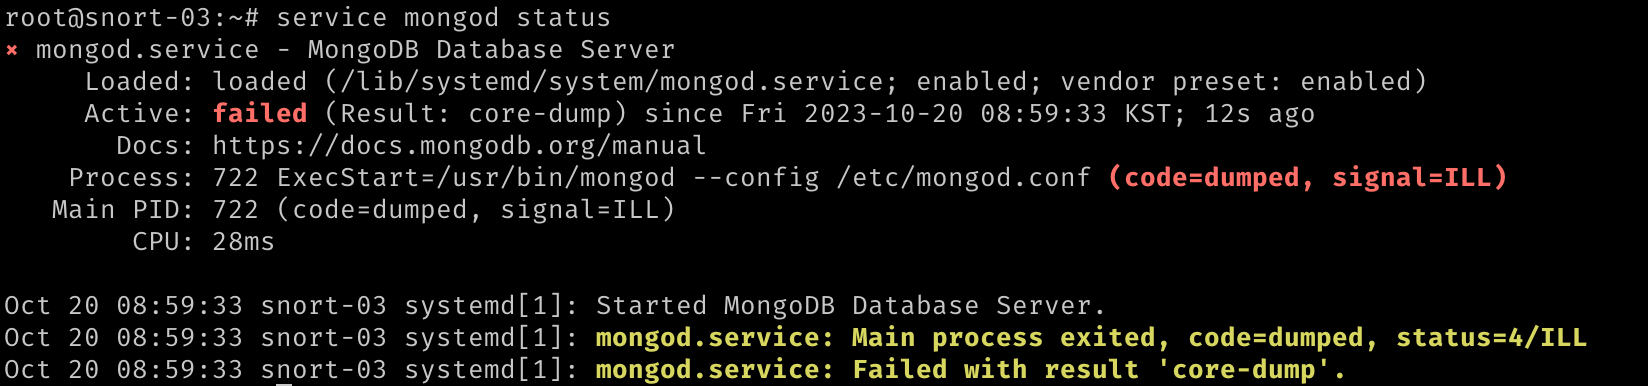 root@snort-03:~# service mongod status
× mongod.service - MongoDB Database Server
Loaded: loaded (/lib/systemd/system/mongod.service; enabled; vendor preset: enabled)
Active: failed (Result: core-dump) since Fri 2023-10-20 08:59:33 KST; 12s ago
Docs: https://docs.mongodb.org/manual
Process: 722 ExecStart=/usr/bin/mongod --config /etc/mongod.conf (code=dumped, signal=ILL)
Main PID: 722 (code=dumped, signal=ILL)
CPU: 28ms
Oct 20 08:59:33 snort-03 systemd[1]: Started MongoDB Database Server.
Oct 20 08:59:33 snort-03 systemd[1]: mongod.service: Main process exited, code=dumped, status=4/ILL
Oct 20 08:59:33 snort-03 systemd[1]: mongod.service: Failed with result 'core-dump'.